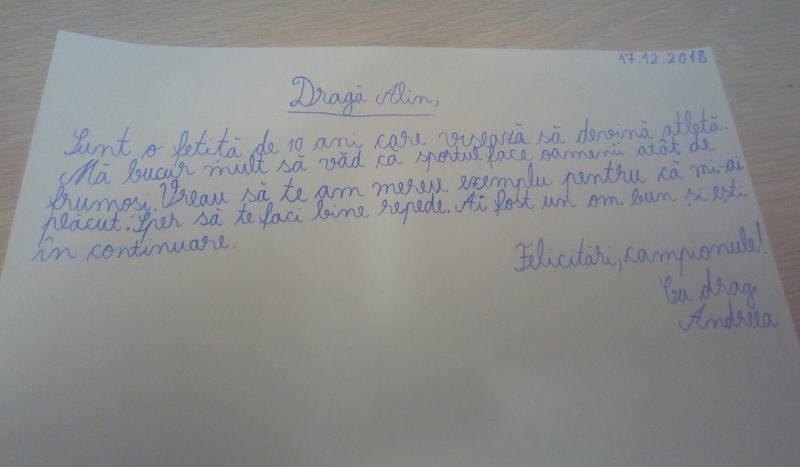 17.12.2018
Dragă Alin,
Sunt o fetiță de 10 ani care visează să devină atletă.
Mă bucur mult să văd că sportul face oamenii atât de
frumoși. Vreau să te am mereu exemplu pentru că mi-ai
plăcut. Sper să te faci bine repede. Ai fost un om bun și ești
în continuare.
Felicitări, campionule!
Cu drag,
Andreea